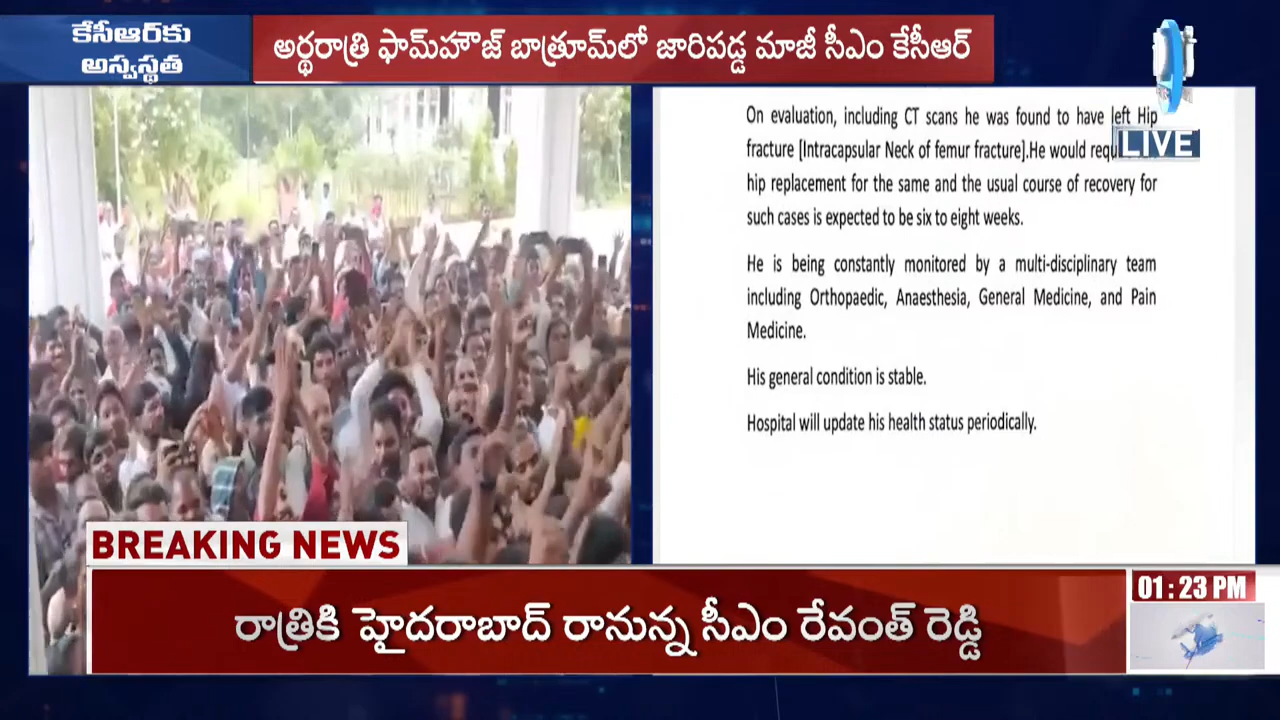 కేసీఆర్‌కు
అస్వస్థత
అర్థరాత్రి ఫామ్‌హౌజ్ బాత్రూమ్‌లో జారిపడ్డ మాజీ సీఎం కేసీఆర్
LIVE
On evaluation, including CT scans he was found to have left Hip
fracture [Intracapsular Neck of femur fracture].He would
hip replacement for the same and the usual course of recovery for
such cases is expected to be six to eight weeks.
He is being constantly monitored by a multi-disciplinary team
including Orthopaedic, Anaesthesia, General Medicine, and Pain
Medicine.
His general condition is stable.
Hospital will update his health status periodically.
BREAKING NEWS
రాత్రికి హైదరాబాద్ రానున్న సీఎం రేవంత్ రెడ్డి
01 : 23 PM